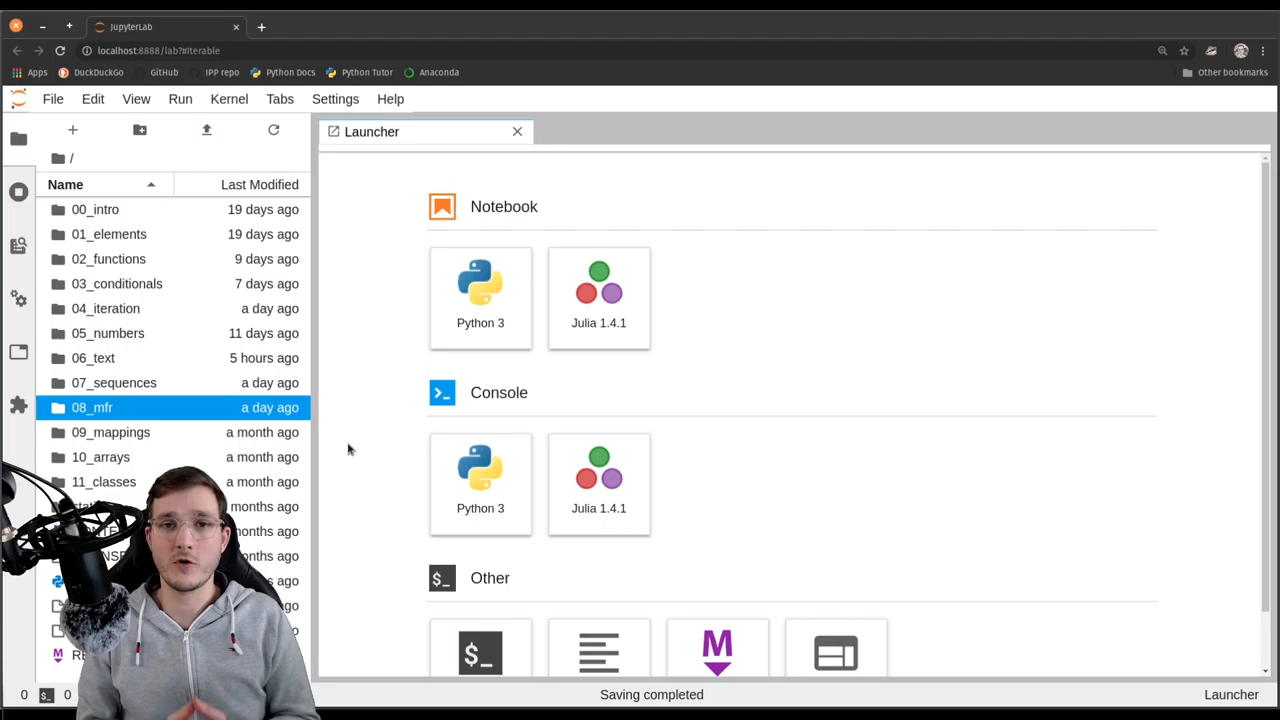 JupyterLab
localhost:8888/lab?#Iterable
Apps DuckDuckGo GitHub IPP repo Python Docs Python Tutor Anaconda Other bookmarks
File Edit View Run Kernel Tabs Settings Help
Launcher
/
Name Last Modified
00_intro 19 days ago
01_elements 19 days ago
02_functions 9 days ago
03_conditionals 7 days ago
04_iteration a day ago
05_numbers 11 days ago
06_text 5 hours ago
07_sequences a day ago
08_mfr a day ago
09_mappings a month ago
10_arrays a month ago
11_classes a month ago
months ago
months ago
months ago
Notebook
Python 3 Julia 1.4.1
Console
Python 3 Julia 1.4.1
Other
$_ M
0 $_ 0 Saving completed Launcher